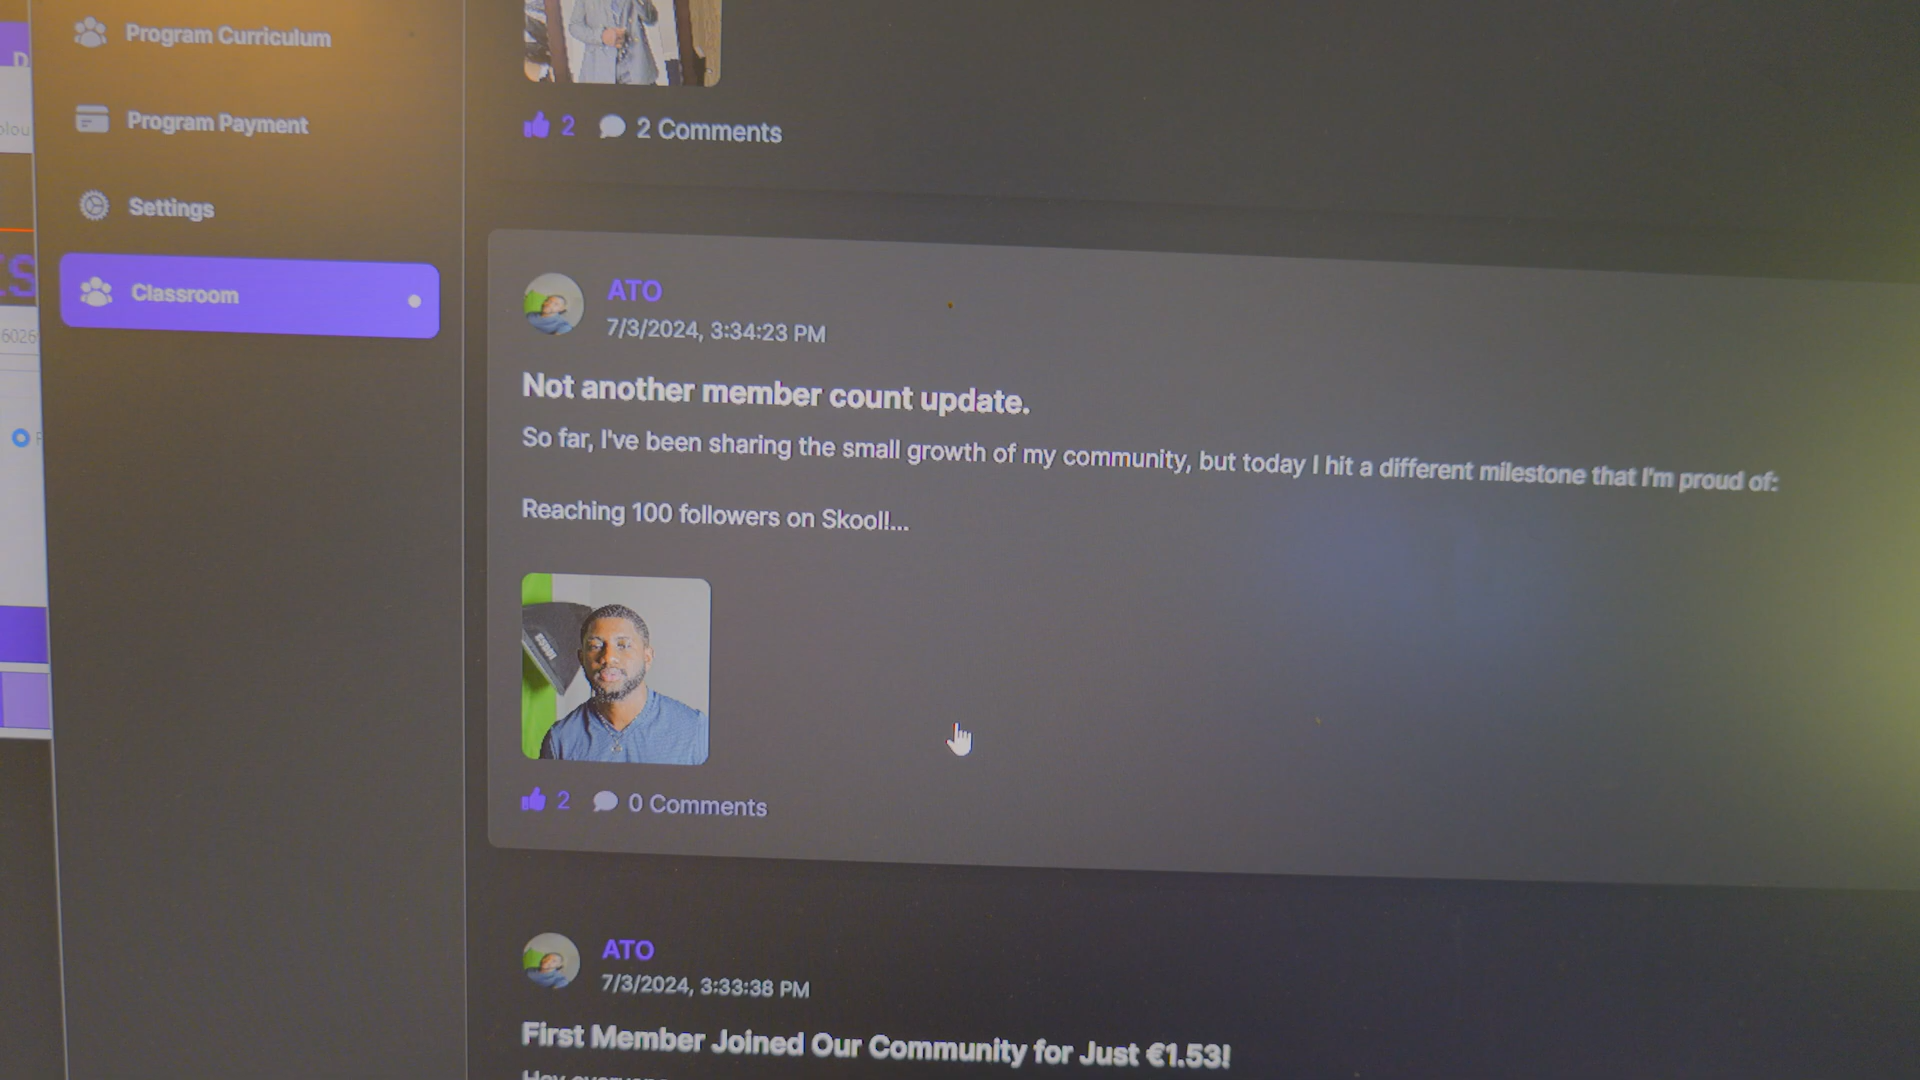 Program Curriculum
Program Payment
Settings
Classroom
6026
2 2 Comments
ATO
7/3/2024, 3:34:23 PM
Not another member count update.
So far, I've been sharing the small growth of my community, but today I hit a different milestone that I'm proud of:
Reaching 100 followers on Skool!...
2 0 Comments
ATO
7/3/2024, 3:33:38 PM
First Member Joined Our Community for Just €1.53!